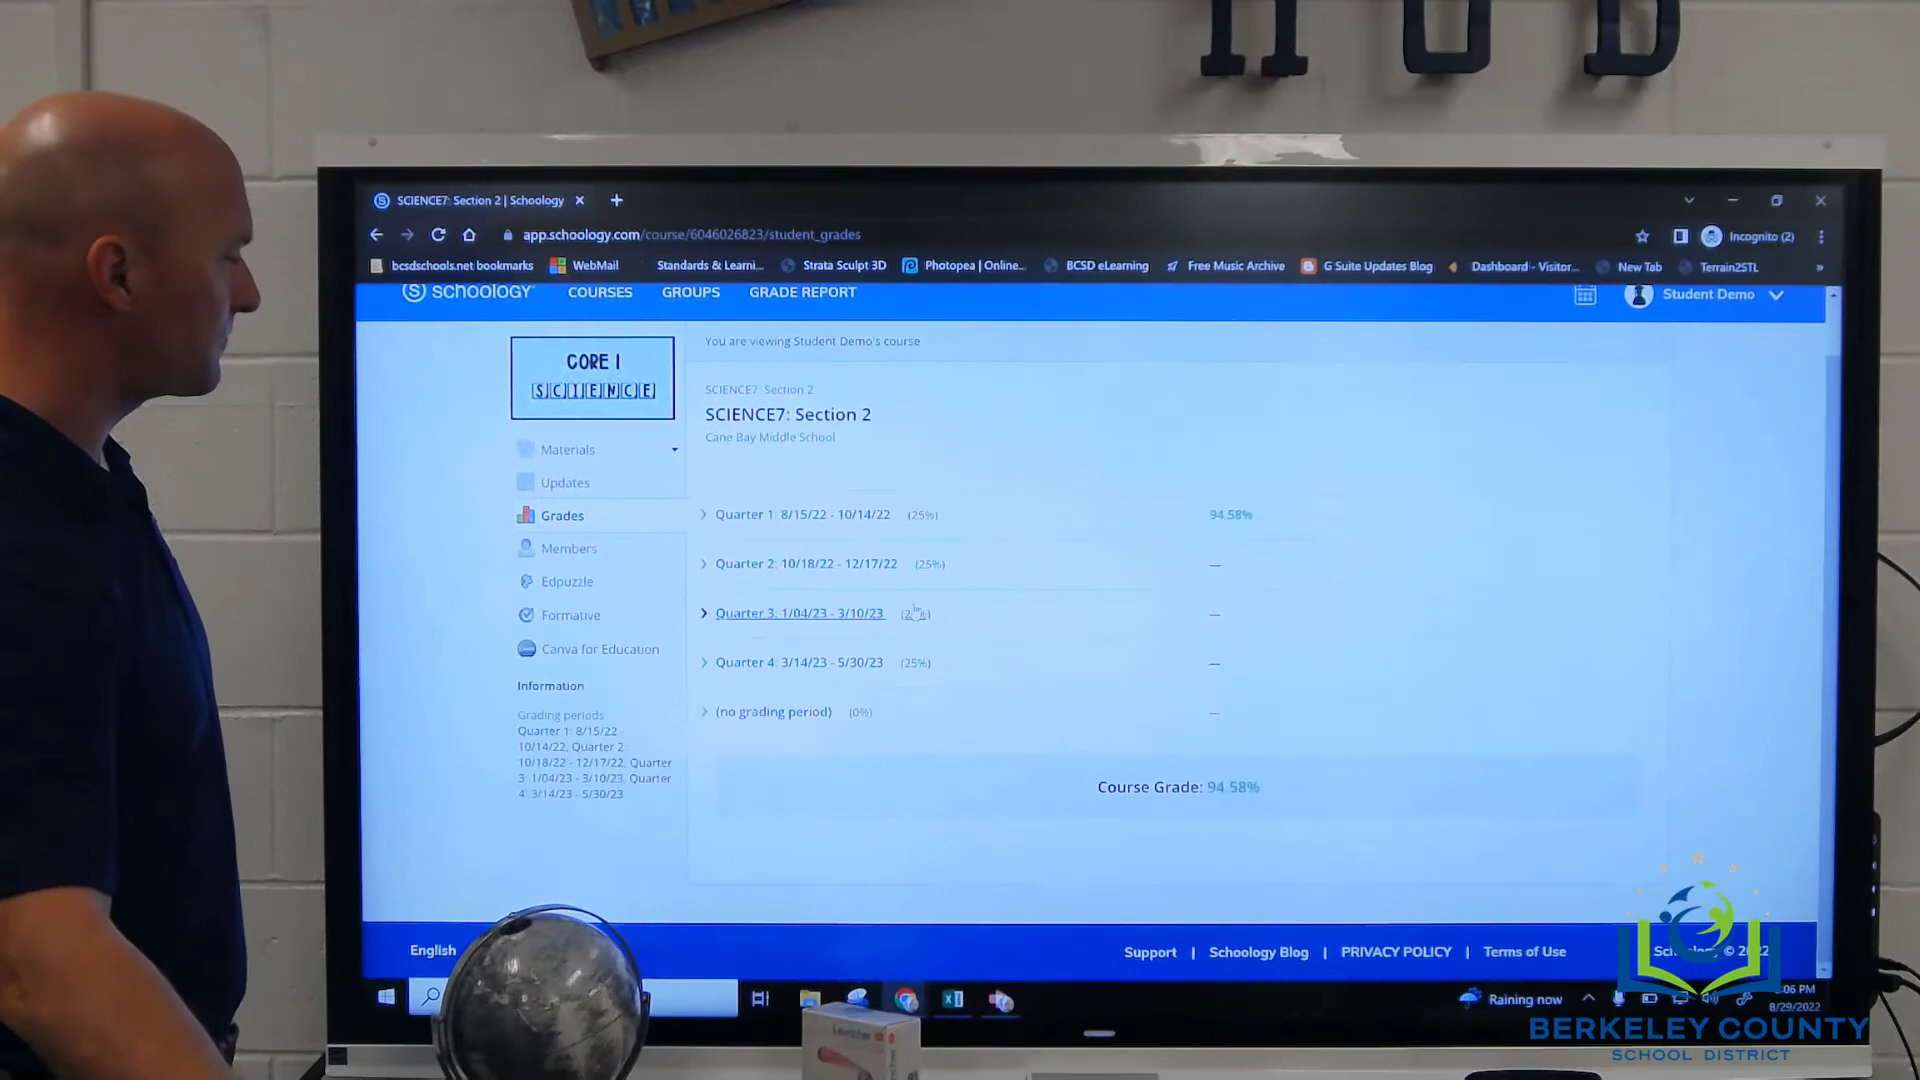 SCIENCE7: Section 2 | Schoology
app.schoology.com/course/6046026823/student_grades
Incognito (2)
bcsdschools.net bookmarks WebMail Standards & Learni... Strata Sculpt 3D Photopea | Online... BCSD eLearning Free Music Archive G Suite Updates Blog Dashboard - Visitor... New Tab Terrain2STL »
S schoology COURSES GROUPS GRADE REPORT Student Demo
You are viewing Student Demo's course
CORE 1
SCIENCE
SCIENCE7: Section 2
SCIENCE7: Section 2
Cane Bay Middle School
Materials
Updates
Grades
Members
Edpuzzle
Formative
Canva for Education
Information
Grading periods
Quarter 1: 8/15/22 -
10/14/22, Quarter 2:
10/18/22 - 12/17/22, Quarter
3: 1/04/23 - 3/10/23, Quarter
4: 3/14/23 - 5/30/23
Quarter 1: 8/15/22 - 10/14/22 (25%) 94.58%
Quarter 2: 10/18/22 - 12/17/22 (25%) —
Quarter 3: 1/04/23 - 3/10/23 —
Quarter 4: 3/14/23 - 5/30/23 (25%) —
(no grading period) (0%) —
Course Grade: 94.58%
English
Support | Schoology Blog | PRIVACY POLICY | Terms of Use
Raining now
8/29/2022
BERKELEY COUNTY
SCHOOL DISTRICT